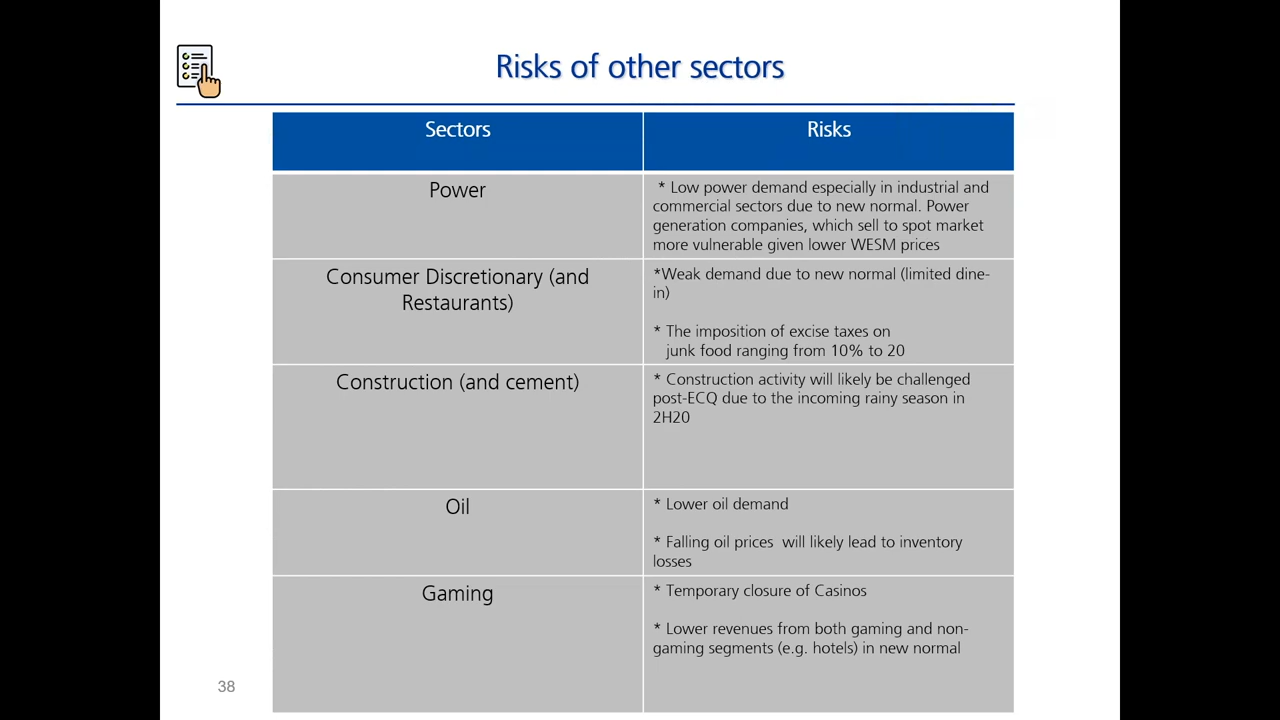 Risks of other sectors
Sectors
Risks
Power
* Low power demand especially in industrial and
commercial sectors due to new normal. Power
generation companies, which sell to spot market
more vulnerable given lower WESM prices
Consumer Discretionary (and
Restaurants)
*Weak demand due to new normal (limited dine-
in)
* The imposition of excise taxes on
junk food ranging from 10% to 20
Construction (and cement)
* Construction activity will likely be challenged
post-ECQ due to the incoming rainy season in
2H20
Oil
* Lower oil demand
* Falling oil prices  will likely lead to inventory
losses
Gaming
* Temporary closure of Casinos
* Lower revenues from both gaming and non-
gaming segments (e.g. hotels) in new normal
38